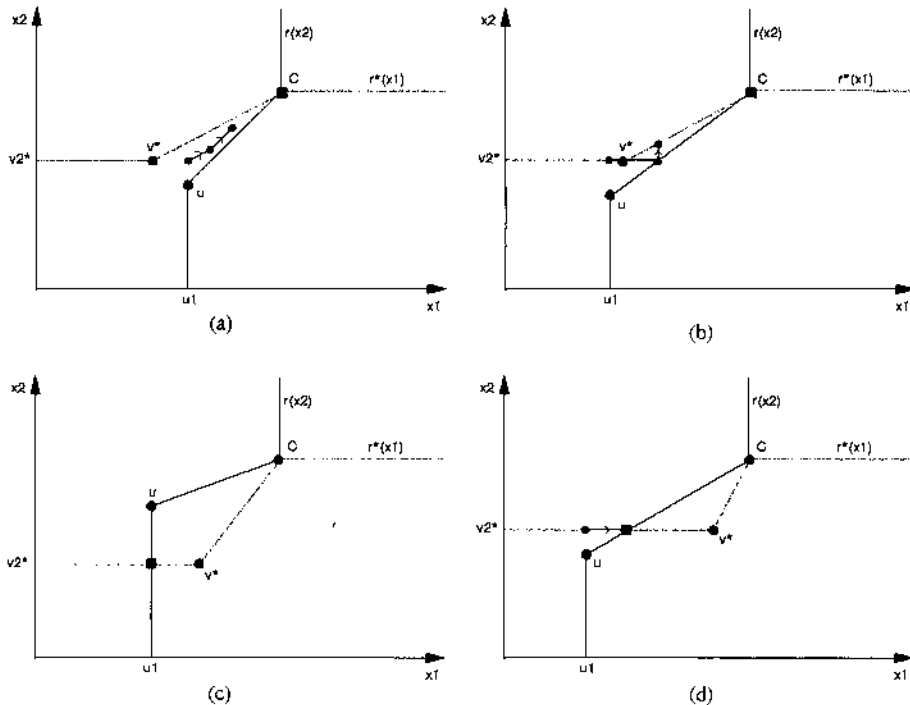 x2
r(x2)
C
r*(x1)
v*
v2*
u
u1
x1
(a)
x2
r(x2)
C
r*(x1)
v*
v2*
u
u1
x1
(b)
x2
r(x2)
C
r*(x1)
u
v2*
v*
u1
x1
(c)
x2
r(x2)
C
r*(x1)
v2*
v*
u
u1
x1
(d)